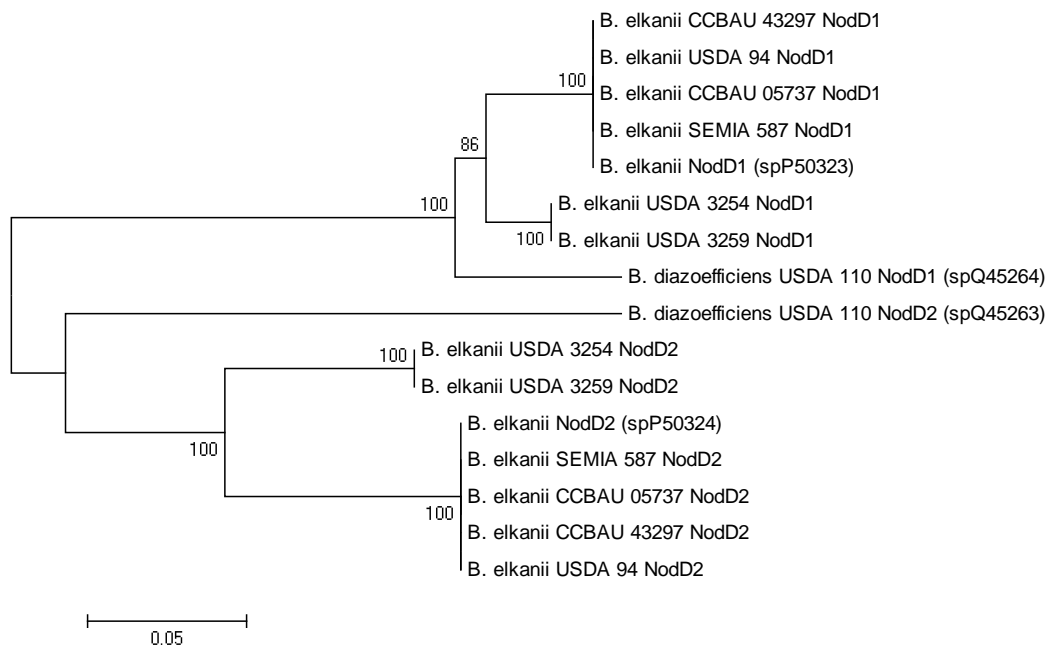 B. elkanii CCBAU 43297 NodD1
B. elkanii USDA 94 NodD1
100
B. elkanii CCBAU 05737 NodD1
B. elkanii SEMIA 587 NodD1
86
B. elkanii NodD1 (spP50323)
100
B. elkanii USDA 3254 NodD1
100
B. elkanii USDA 3259 NodD1
B. diazoefficiens USDA 110 NodD1 (spQ45264)
B. diazoefficiens USDA 110 NodD2 (spQ45263)
100
B. elkanii USDA 3254 NodD2
B. elkanii USDA 3259 NodD2
B. elkanii NodD2 (spP50324)
100
B. elkanii SEMIA 587 NodD2
B. elkanii CCBAU 05737 NodD2
100
B. elkanii CCBAU 43297 NodD2
B. elkanii USDA 94 NodD2
0.05